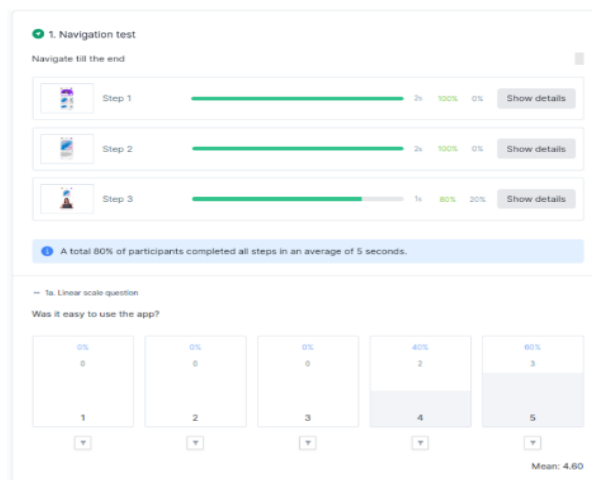 1. Navigation test
Navigate till the end
Step 1 2s 100% 0% Show details
Step 2 2s 100% 0% Show details
Step 3 1s 80% 20% Show details
A total 80% of participants completed all steps in an average of 5 seconds.
1a. Linear scale question
Was it easy to use the app?
0% 0% 0% 40% 60%
0 0 0 2 3
1 2 3 4 5
Mean: 4.60